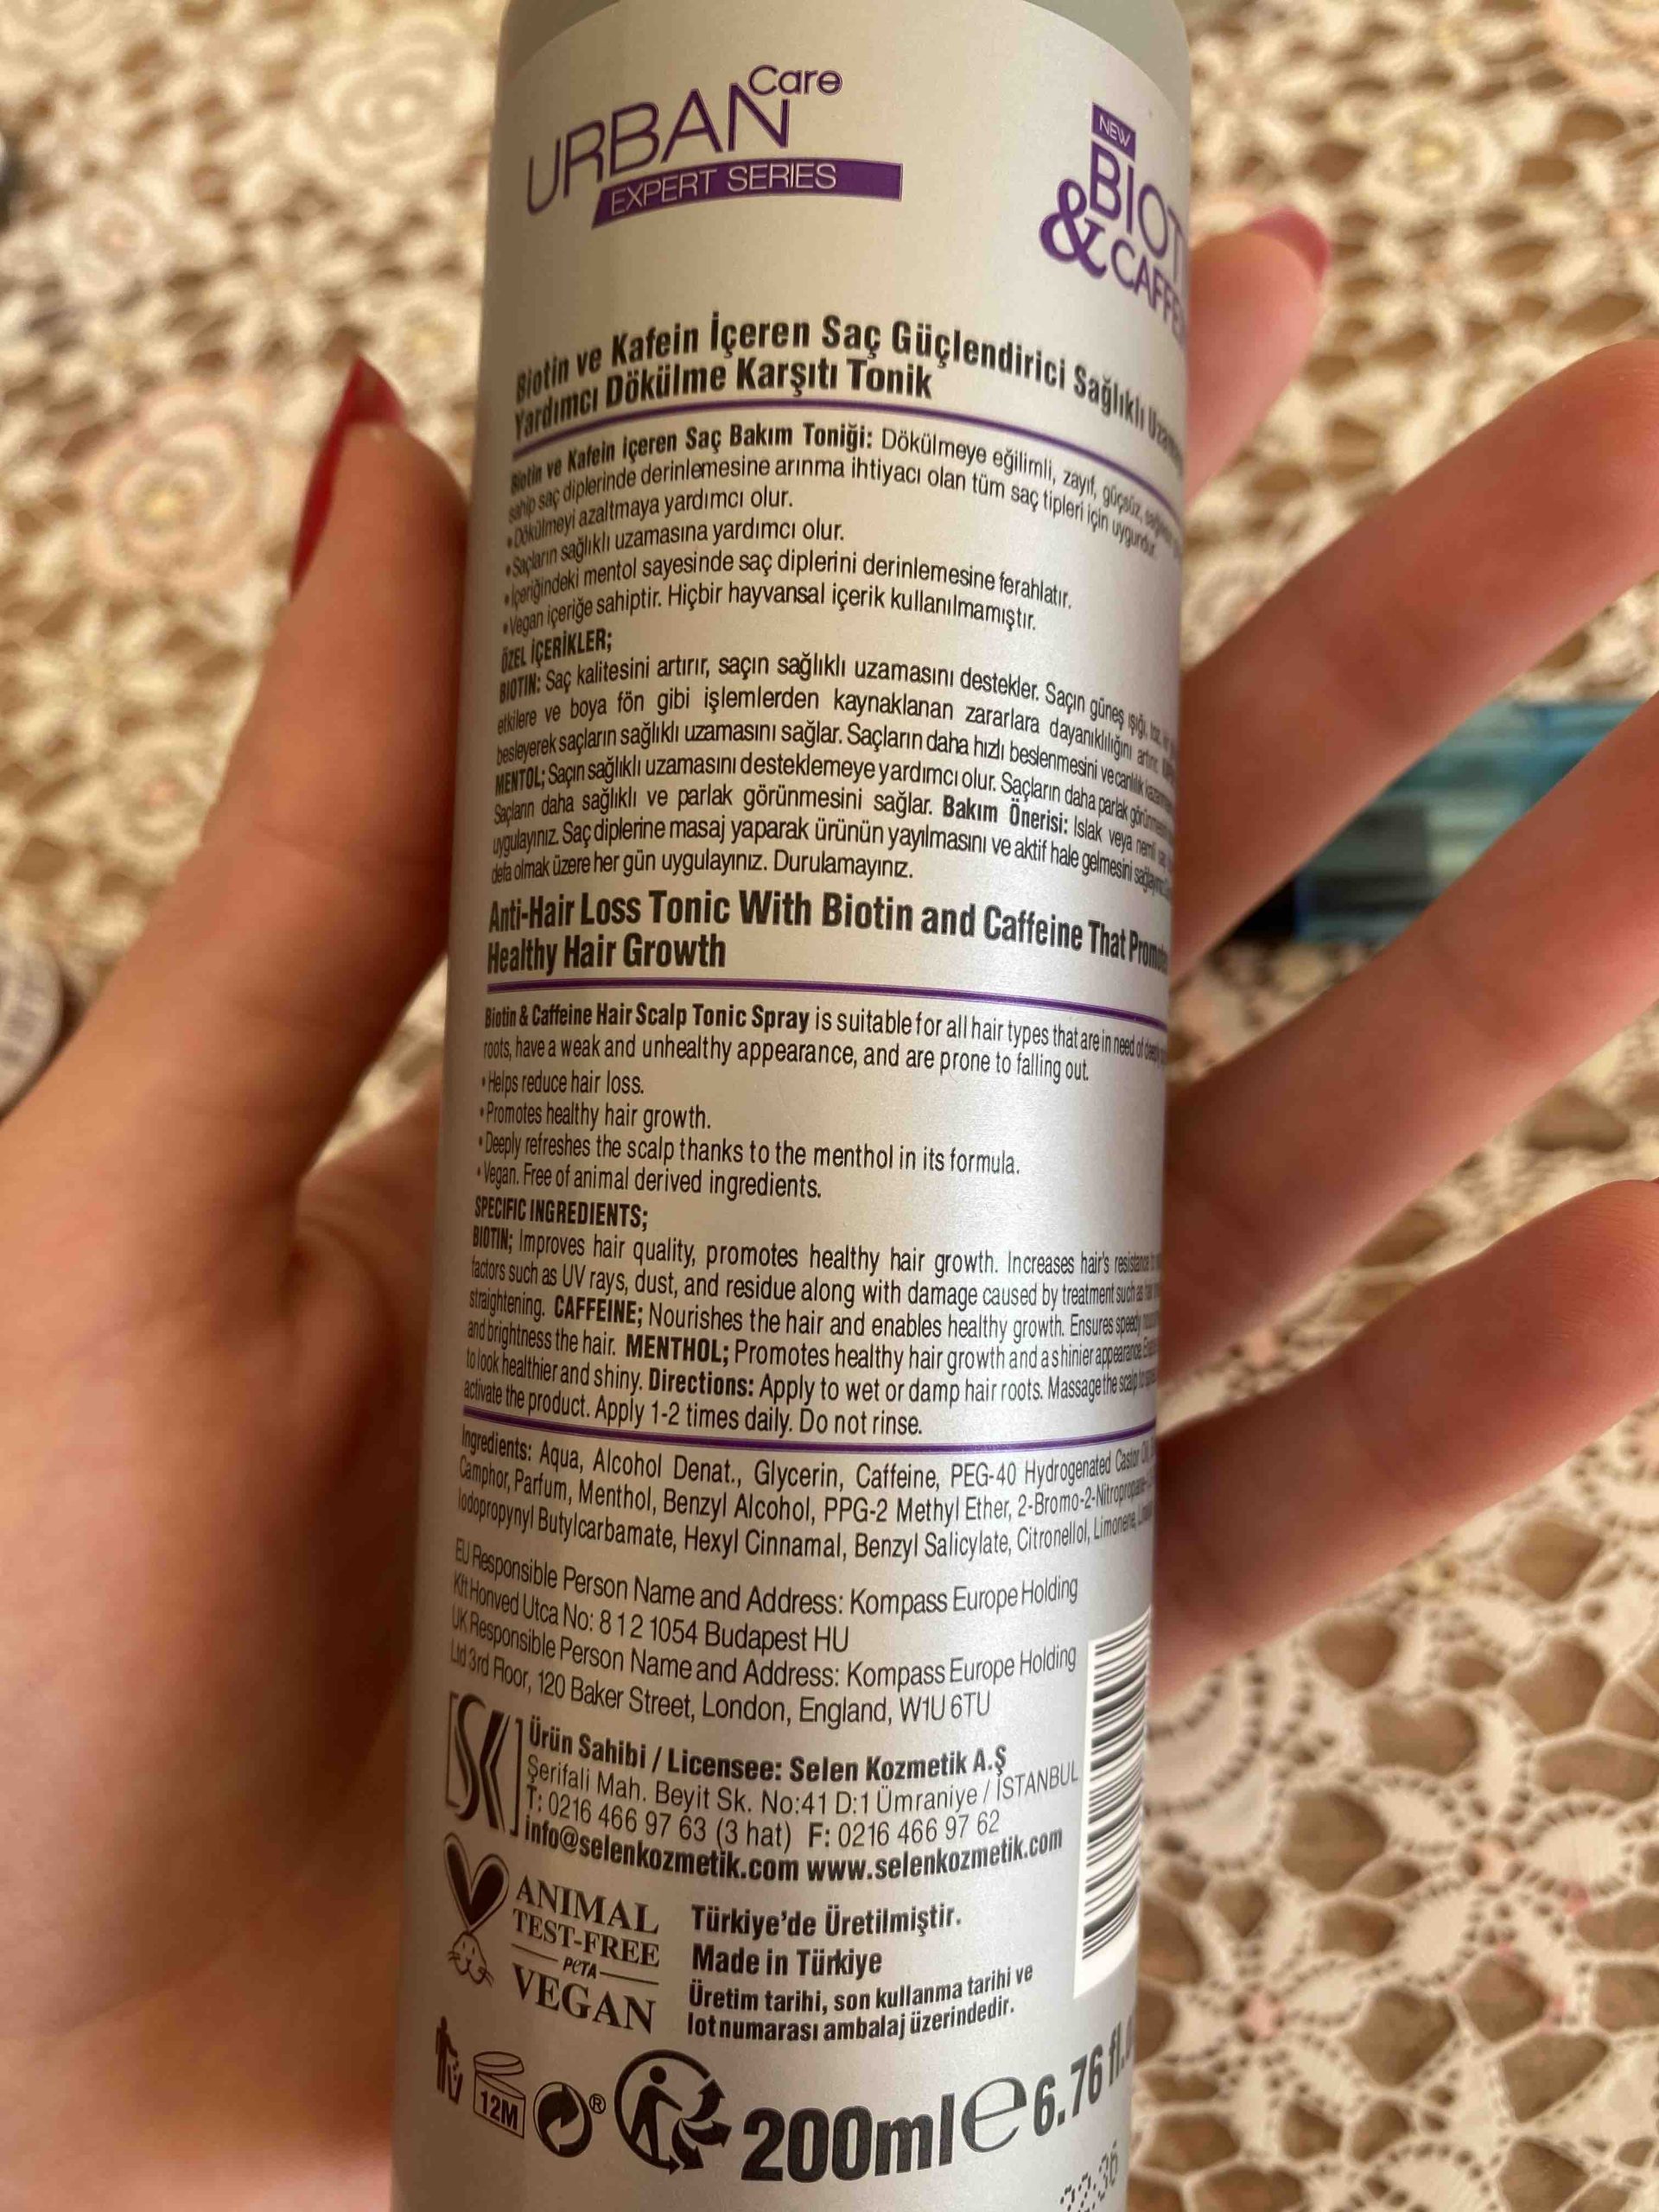 URBAN Care
EXPERT SERIES
NEW
BIOT
& CAFFE
Biotin ve Kafein İçeren Saç Güçlendirici Sağlıklı
Yardımcı Dökülme Karşıtı Tonik
Biotin ve Kafein içeren Saç Bakım Toniği: Dökülmeye eğilimli, zayıf, güçsüz,
sahip saç diplerinde derinlemesine arınma ihtiyacı olan tüm saç tipleri için uygundur.
•Dökülmeyi azaltmaya yardımcı olur.
•Saçların sağlıklı uzamasına yardımcı olur.
•İçeriğindeki mentol sayesinde saç diplerini derinlemesine ferahlatır.
•Vegan içeriğe sahiptir. Hiçbir hayvansal içerik kullanılmamıştır.
ÖZEL İÇERİKLER;
BIOTIN: Saç kalitesini artırır, saçın sağlıklı uzamasını destekler. Saçın güneş ışığı, toz,
etkilere ve boya fön gibi işlemlerden kaynaklanan zararlara dayanıklılığını artırır.
besleyerek saçların sağlıklı uzamasını sağlar. Saçların daha hızlı beslenmesini ve canlılık
MENTOL; Saçın sağlıklı uzamasını desteklemeye yardımcı olur. Saçların daha parlak
Saçların daha sağlıklı ve parlak görünmesini sağlar. Bakım Önerisi: Islak veya nemli
uygulayınız. Saç diplerine masaj yaparak ürünün yayılmasını ve aktif hale gelmesini
defa olmak üzere her gün uygulayınız. Durulamayınız.
Anti-Hair Loss Tonic With Biotin and Caffeine That Promotes
Healthy Hair Growth
Biotin & Caffeine Hair Scalp Tonic Spray is suitable for all hair types that are in need of
roots, have a weak and unhealthy appearance, and are prone to falling out.
•Helps reduce hair loss.
•Promotes healthy hair growth.
•Deeply refreshes the scalp thanks to the menthol in its formula.
•Vegan. Free of animal derived ingredients.
SPECIFIC INGREDIENTS;
BIOTIN; Improves hair quality, promotes healthy hair growth. Increases hair's resistance
factors such as UV rays, dust, and residue along with damage caused by treatment such as
straightening. CAFFEINE; Nourishes the hair and enables healthy growth. Ensures speedy
and brightness the hair. MENTHOL; Promotes healthy hair growth and a shinier appearance.
to look healthier and shiny. Directions: Apply to wet or damp hair roots. Massage the scalp
activate the product. Apply 1-2 times daily. Do not rinse.
Ingredients: Aqua, Alcohol Denat., Glycerin, Caffeine, PEG-40 Hydrogenated Castor Oil,
Camphor, Parfum, Menthol, Benzyl Alcohol, PPG-2 Methyl Ether, 2-Bromo-2-Nitropropane-
Iodopropynyl Butylcarbamate, Hexyl Cinnamal, Benzyl Salicylate, Citronellol, Limonene,
EU Responsible Person Name and Address: Kompass Europe Holding
Kft Honved Utca No: 8 1 2 1054 Budapest HU
UK Responsible Person Name and Address: Kompass Europe Holding
Ltd 3rd Floor, 120 Baker Street, London, England, W1U 6TU
SK
Ürün Sahibi / Licensee: Selen Kozmetik A.Ş
Şerifali Mah. Beyit Sk. No:41 D:1 Ümraniye / İSTANBUL
T: 0216 466 97 63 (3 hat) F: 0216 466 97 62
info@selenkozmetik.com www.selenkozmetik.com
ANIMAL
TEST-FREE
PETA
VEGAN
Türkiye'de Üretilmiştir.
Made in Türkiye
Üretim tarihi, son kullanma tarihi ve
lot numarası ambalaj üzerindedir.
12M
®
200ml e 6.76 fl.